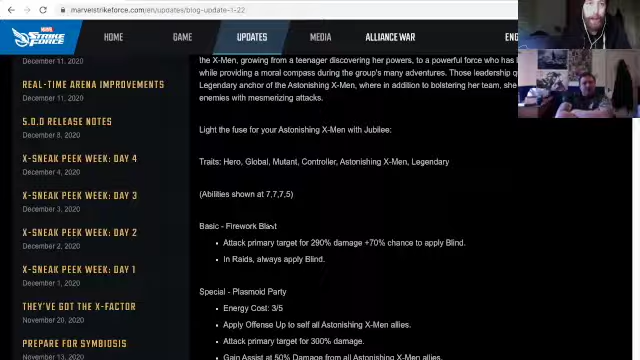 marvelstrikeforce.com/en/updates/blog-update-1-22
MARVEL
STRIKE FORCE
HOME
GAME
UPDATES
MEDIA
ALLIANCE WAR
ENG
December 11, 2020
REAL-TIME ARENA IMPROVEMENTS
December 11, 2020
5.0.0 RELEASE NOTES
December 8, 2020
X-SNEAK PEEK WEEK: DAY 4
December 4, 2020
X-SNEAK PEEK WEEK: DAY 3
December 3, 2020
X-SNEAK PEEK WEEK: DAY 2
December 2, 2020
X-SNEAK PEEK WEEK: DAY 1
December 1, 2020
THEY'VE GOT THE X-FACTOR
November 20, 2020
PREPARE FOR SYMBIOSIS
November 13, 2020
the X-Men, growing from a teenager discovering her powers, to a powerful force who has
while providing a moral compass during the group's many adventures. Those leadership
Legendary anchor of the Astonishing X-Men, where in addition to bolstering her team, she
enemies with mesmerizing attacks.
Light the fuse for your Astonishing X-Men with Jubilee:
Traits: Hero, Global, Mutant, Controller, Astonishing X-Men, Legendary
(Abilities shown at 7,7,7,5)
Basic - Firework Blast
• Attack primary target for 290% damage +70% chance to apply Blind.
• In Raids, always apply Blind.
Special - Plasmoid Party
• Energy Cost: 3/5
• Apply Offense Up to self all Astonishing X-Men allies.
• Attack primary target for 300% damage.
• Gain Assist at 50% Damage from all Astonishing X-Men allies.